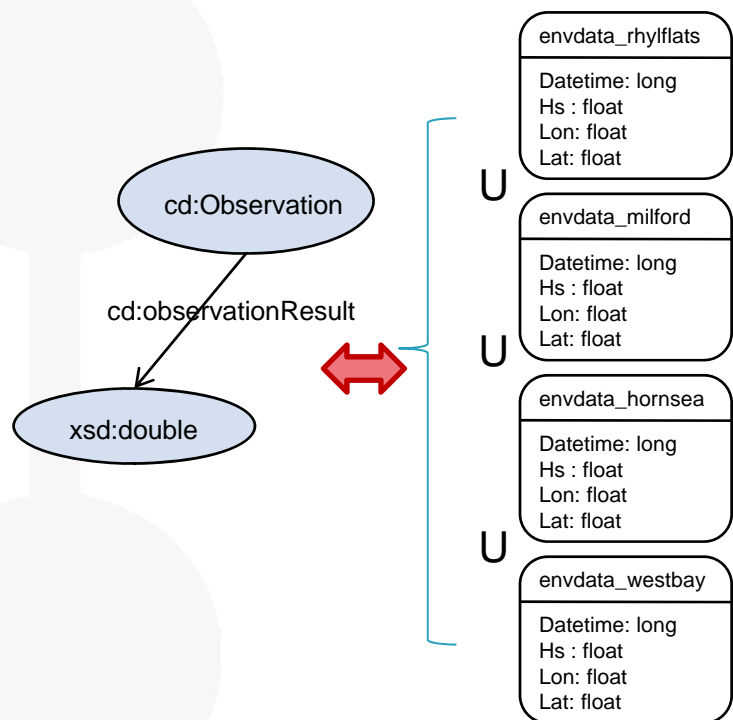 cd:Observation
cd:observationResult
xsd:double
envdata_rhylflats
Datetime: long
Hs : float
Lon: float
Lat: float
U
envdata_milford
Datetime: long
Hs : float
Lon: float
Lat: float
U
envdata_hornsea
Datetime: long
Hs : float
Lon: float
Lat: float
U
envdata_westbay
Datetime: long
Hs : float
Lon: float
Lat: float